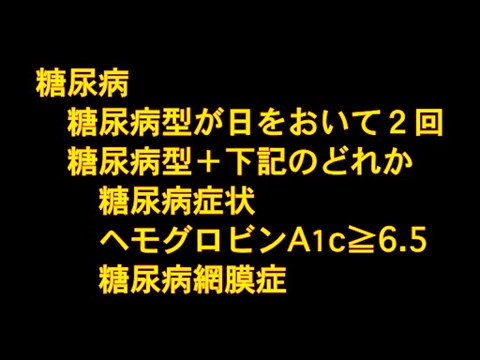 糖尿病
糖尿病型が日をおいて２回
糖尿病型＋下記のどれか
糖尿病症状
ヘモグロビンA1c≧6.5
糖尿病網膜症